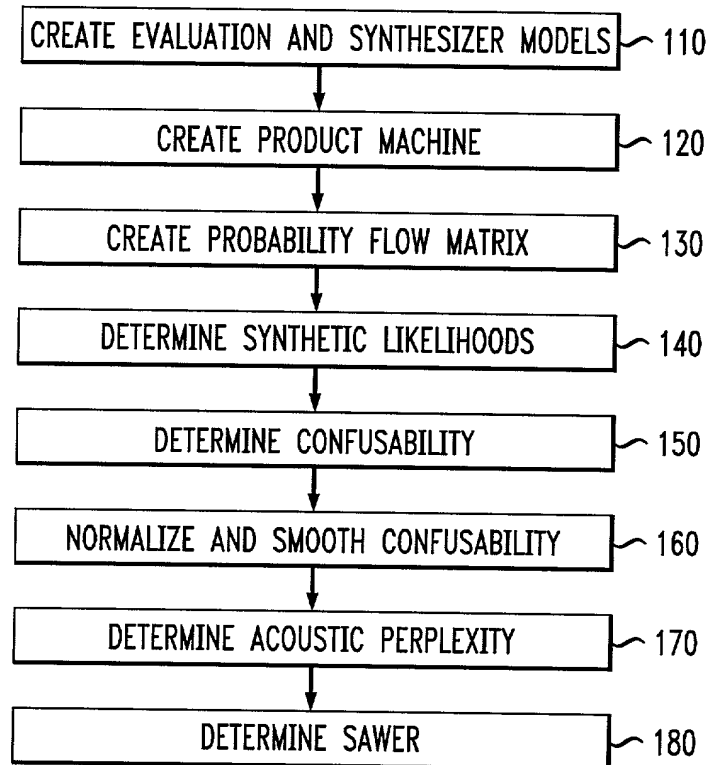 CREATE EVALUATION AND SYNTHESIZER MODELS 110
CREATE PRODUCT MACHINE 120
CREATE PROBABILITY FLOW MATRIX 130
DETERMINE SYNTHETIC LIKELIHOODS 140
DETERMINE CONFUSABILITY 150
NORMALIZE AND SMOOTH CONFUSABILITY 160
DETERMINE ACOUSTIC PERPLEXITY 170
DETERMINE SAWER 180